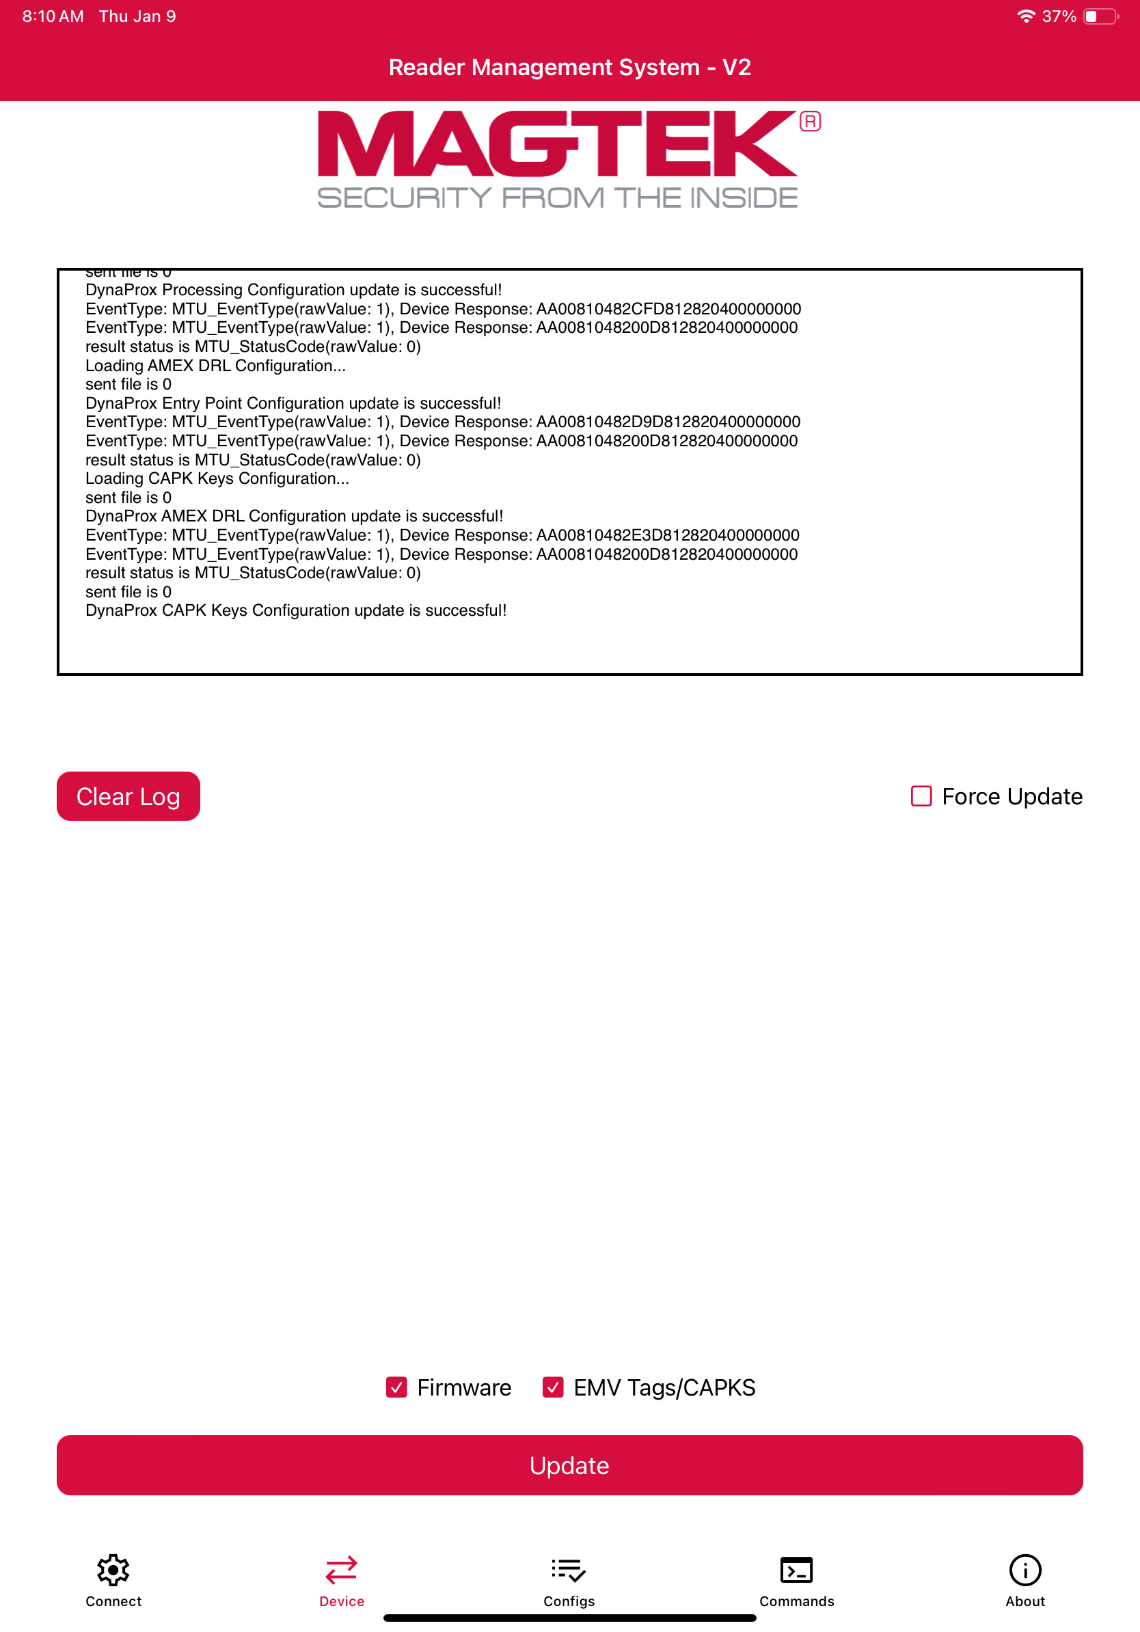 8:10 AM Thu Jan 9
37%
Reader Management System - V2
MAGTEK®
SECURITY FROM THE INSIDE
sent file is 0
DynaProx Processing Configuration update is successful!
EventType: MTU_EventType(rawValue: 1), Device Response: AA00810482CFD812820400000000
EventType: MTU_EventType(rawValue: 1), Device Response: AA0081048200D812820400000000
result status is MTU_StatusCode(rawValue: 0)
Loading AMEX DRL Configuration...
sent file is 0
DynaProx Entry Point Configuration update is successful!
EventType: MTU_EventType(rawValue: 1), Device Response: AA00810482D9D812820400000000
EventType: MTU_EventType(rawValue: 1), Device Response: AA0081048200D812820400000000
result status is MTU_StatusCode(rawValue: 0)
Loading CAPK Keys Configuration...
sent file is 0
DynaProx AMEX DRL Configuration update is successful!
EventType: MTU_EventType(rawValue: 1), Device Response: AA00810482E3D812820400000000
EventType: MTU_EventType(rawValue: 1), Device Response: AA0081048200D812820400000000
result status is MTU_StatusCode(rawValue: 0)
sent file is 0
DynaProx CAPK Keys Configuration update is successful!
Clear Log
Force Update
Firmware
EMV Tags/CAPKS
Update
Connect
Device
Configs
Commands
About